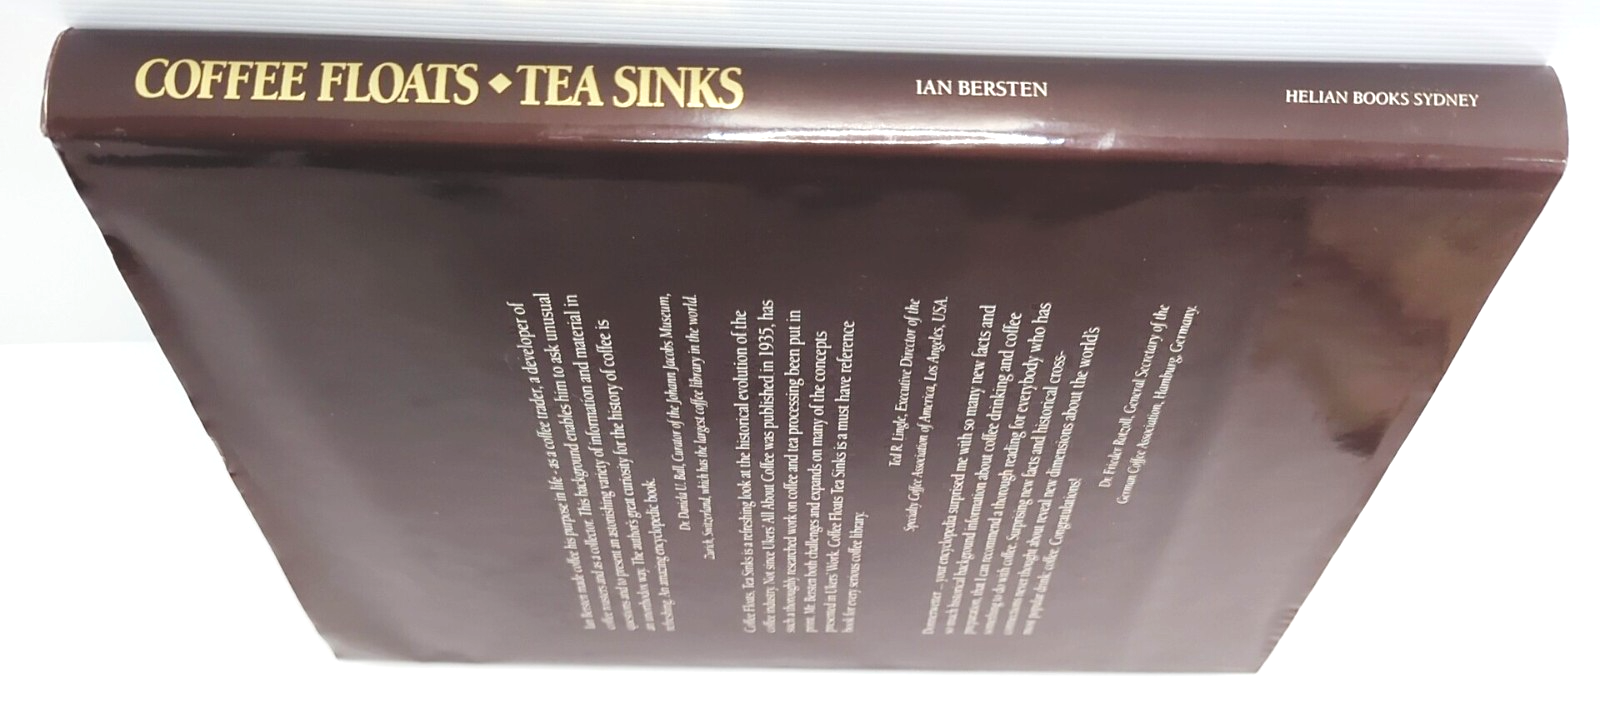 COFFEE FLOATS ◆ TEA SINKS
IAN BERSTEN
HELIAN BOOKS SYDNEY
Ian Bersten made coffee his purpose in life - as a coffee trader, a developer of
coffee roasters and as a collector. This background enables him to ask unusual
questions and to present an astonishing variety of information and material in
an unorthodox way. The author's great curiosity for the history of coffee is
refreshing. An amazing encyclopedic book.
Dr. Daniela U. Ball, Curator of the Johann Jacobs Museum,
Zurich, Switzerland, which has the largest coffee library in the world.
Coffee Floats, Tea Sinks is a refreshing look at the historical evolution of the
coffee industry. Not since Ukers' All About Coffee was published in 1935, has
such a thoroughly researched work on coffee and tea processing been put in
print. Mr. Bersten both challenges and expands on many of the concepts
presented in Ukers' Work. Coffee Floats Tea Sinks is a must have reference
book for every serious coffee library.
Ted R. Lingle, Executive Director of the
Specialty Coffee Association of America, Los Angeles, USA.
Donnerwetter ... your encyclopedia surprised me with so many new facts and
so much historical background information about coffee drinking and coffee
preparation, that I can recommend a thorough reading for everybody who has
something to do with coffee. Surprising new facts and historical cross-
connections never thought about reveal new dimensions about the world's
most popular drink: coffee. Congratulations!
Dr. Frieder Rotzoll, General Secretary of the
German Coffee Association, Hamburg, Germany.